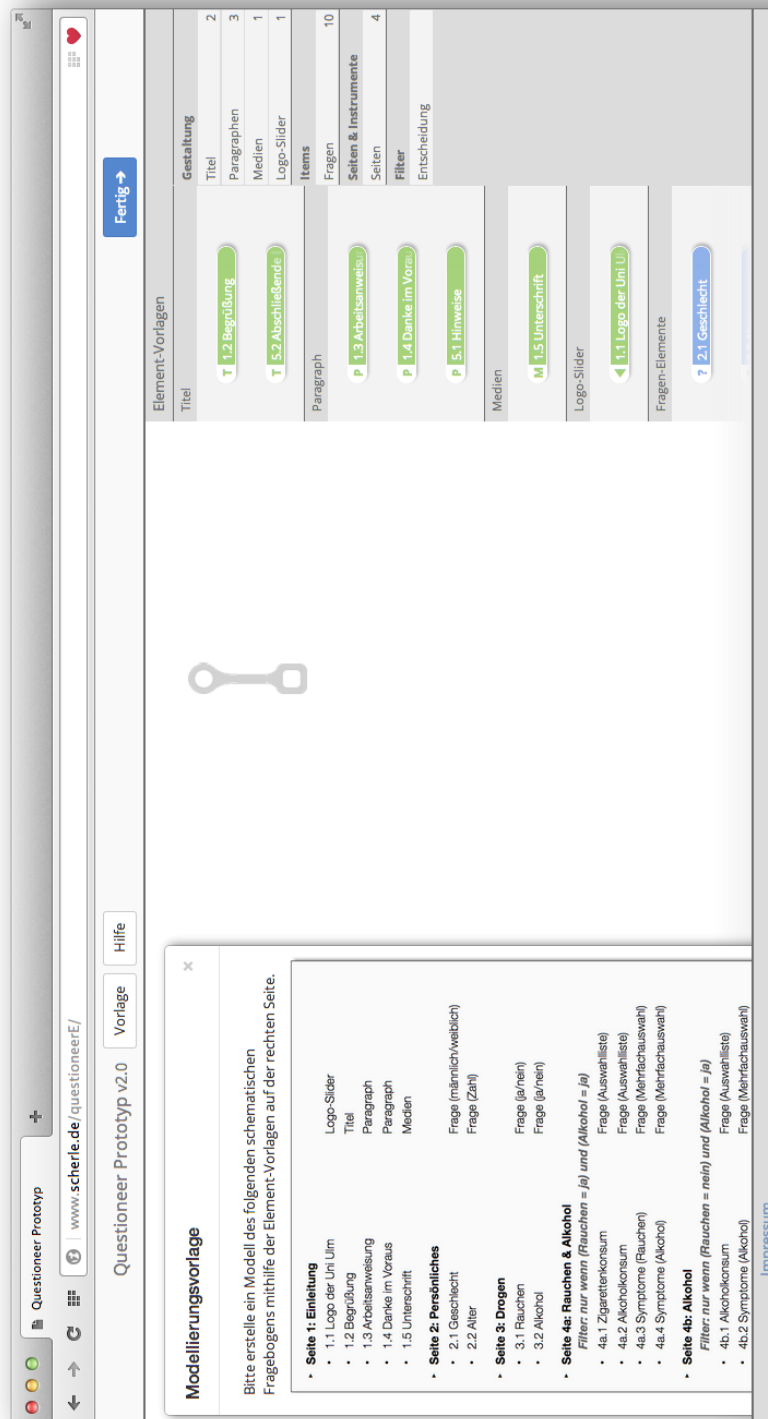 Questioneer Prototyp
www.scherle.de/questioneerE/
Questioneer Prototyp v2.0
Vorlage
Hilfe
Fertig
Modellierungsvorlage
Bitte erstelle ein Modell des folgenden schematischen
Fragebogens mithilfe der Element-Vorlagen auf der rechten Seite.
Seite 1: Einleitung
1.1 Logo der Uni Ulm Logo-Slider
1.2 Begrüßung Titel
1.3 Arbeitsanweisung Paragraph
1.4 Danke im Voraus Paragraph
1.5 Unterschrift Medien
Seite 2: Persönliches
2.1 Geschlecht Frage (männlich/weiblich)
2.2 Alter Frage (Zahl)
Seite 3: Drogen
3.1 Rauchen Frage (ja/nein)
3.2 Alkohol Frage (ja/nein)
Seite 4a: Rauchen & Alkohol
Filter: nur wenn (Rauchen = ja) und (Alkohol = ja)
4a.1 Zigarettenkonsum Frage (Auswahlliste)
4a.2 Alkoholkonsum Frage (Auswahlliste)
4a.3 Symptome (Rauchen) Frage (Mehrfachauswahl)
4a.4 Symptome (Alkohol) Frage (Mehrfachauswahl)
Seite 4b: Alkohol
Filter: nur wenn (Rauchen = nein) und (Alkohol = ja)
4b.1 Alkoholkonsum Frage (Auswahlliste)
4b.2 Symptome (Alkohol) Frage (Mehrfachauswahl)
Element-Vorlagen
Titel
T 1.2 Begrüßung
T 5.2 Abschließende
Paragraph
P 1.3 Arbeitsanweisu
P 1.4 Danke im Vorau
P 5.1 Hinweise
Medien
M 1.5 Unterschrift
Logo-Slider
1.1 Logo der Uni U
Fragen-Elemente
? 2.1 Geschlecht
Gestaltung
Titel 2
Paragraphen 3
Medien 1
Logo-Slider 1
Items
Fragen 10
Seiten & Instrumente
Seiten 4
Filter
Entscheidung
Impressum